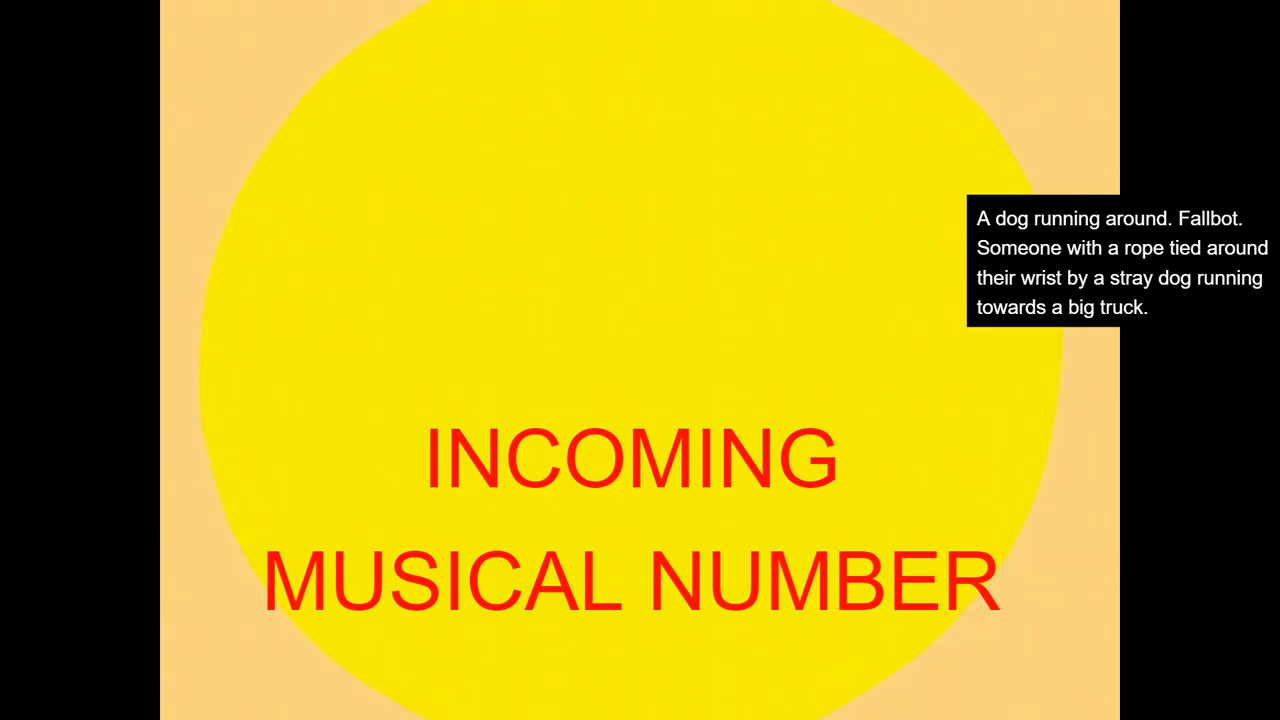 A dog running around. Fallbot.
Someone with a rope tied around
their wrist by a stray dog running
towards a big truck.
INCOMING
MUSICAL NUMBER